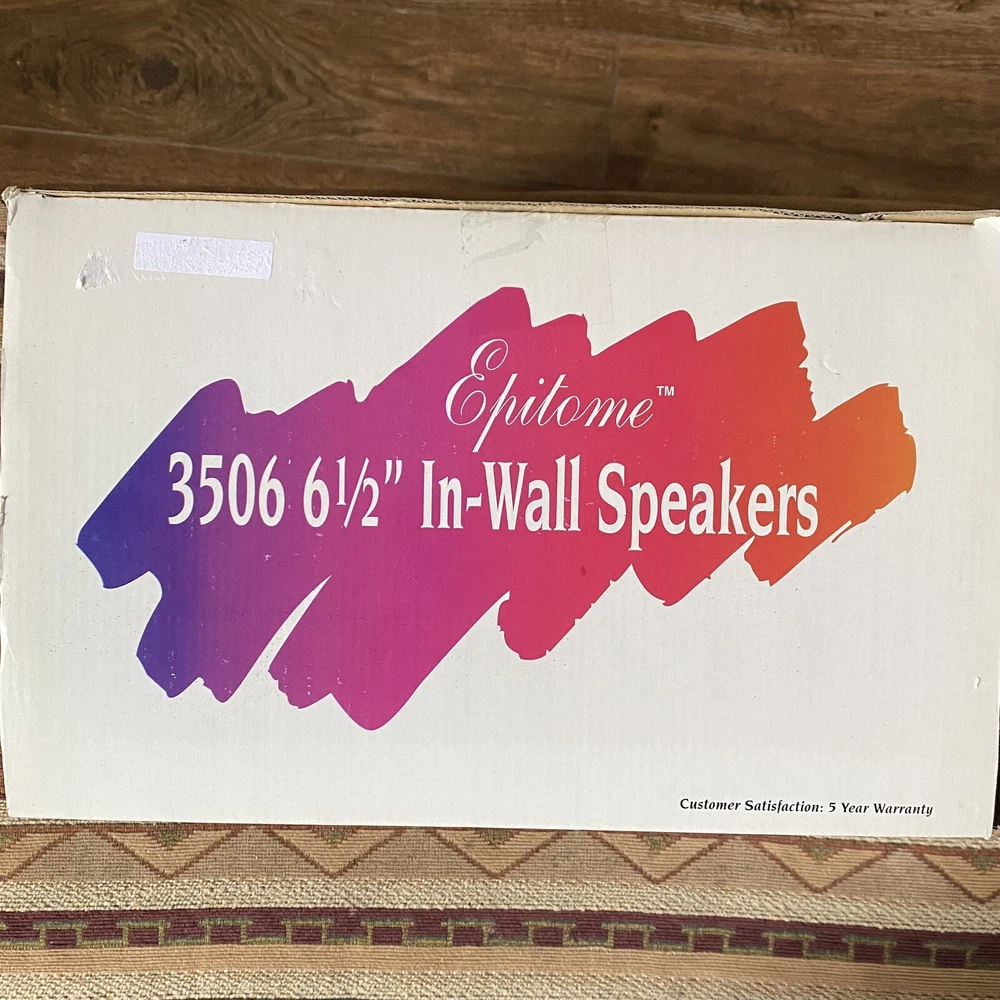 Epitome™
3506 6½" In-Wall Speakers
Customer Satisfaction: 5 Year Warranty